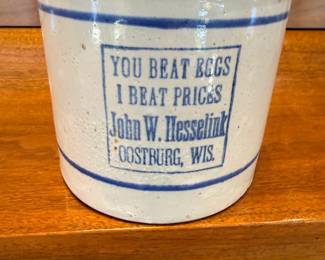 YOU BEAT EGGS
I BEAT PRICES
John W. Hesselink
OOSTBURG, WIS.